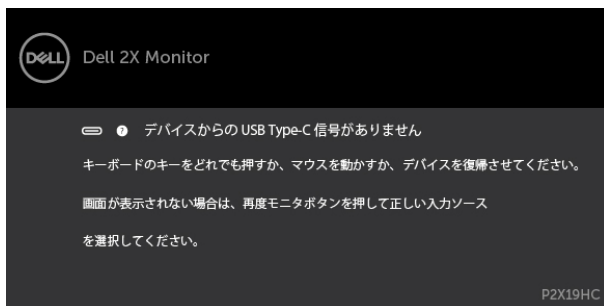 DELL
Dell 2X Monitor
? デバイスからの USB Type-C 信号がありません
キーボードのキーをどれでも押すか、マウスを動かすか、デバイスを復帰させてください。
画面が表示されない場合は、再度モニタボタンを押して正しい入力ソース
を選択してください。
P2X19HC